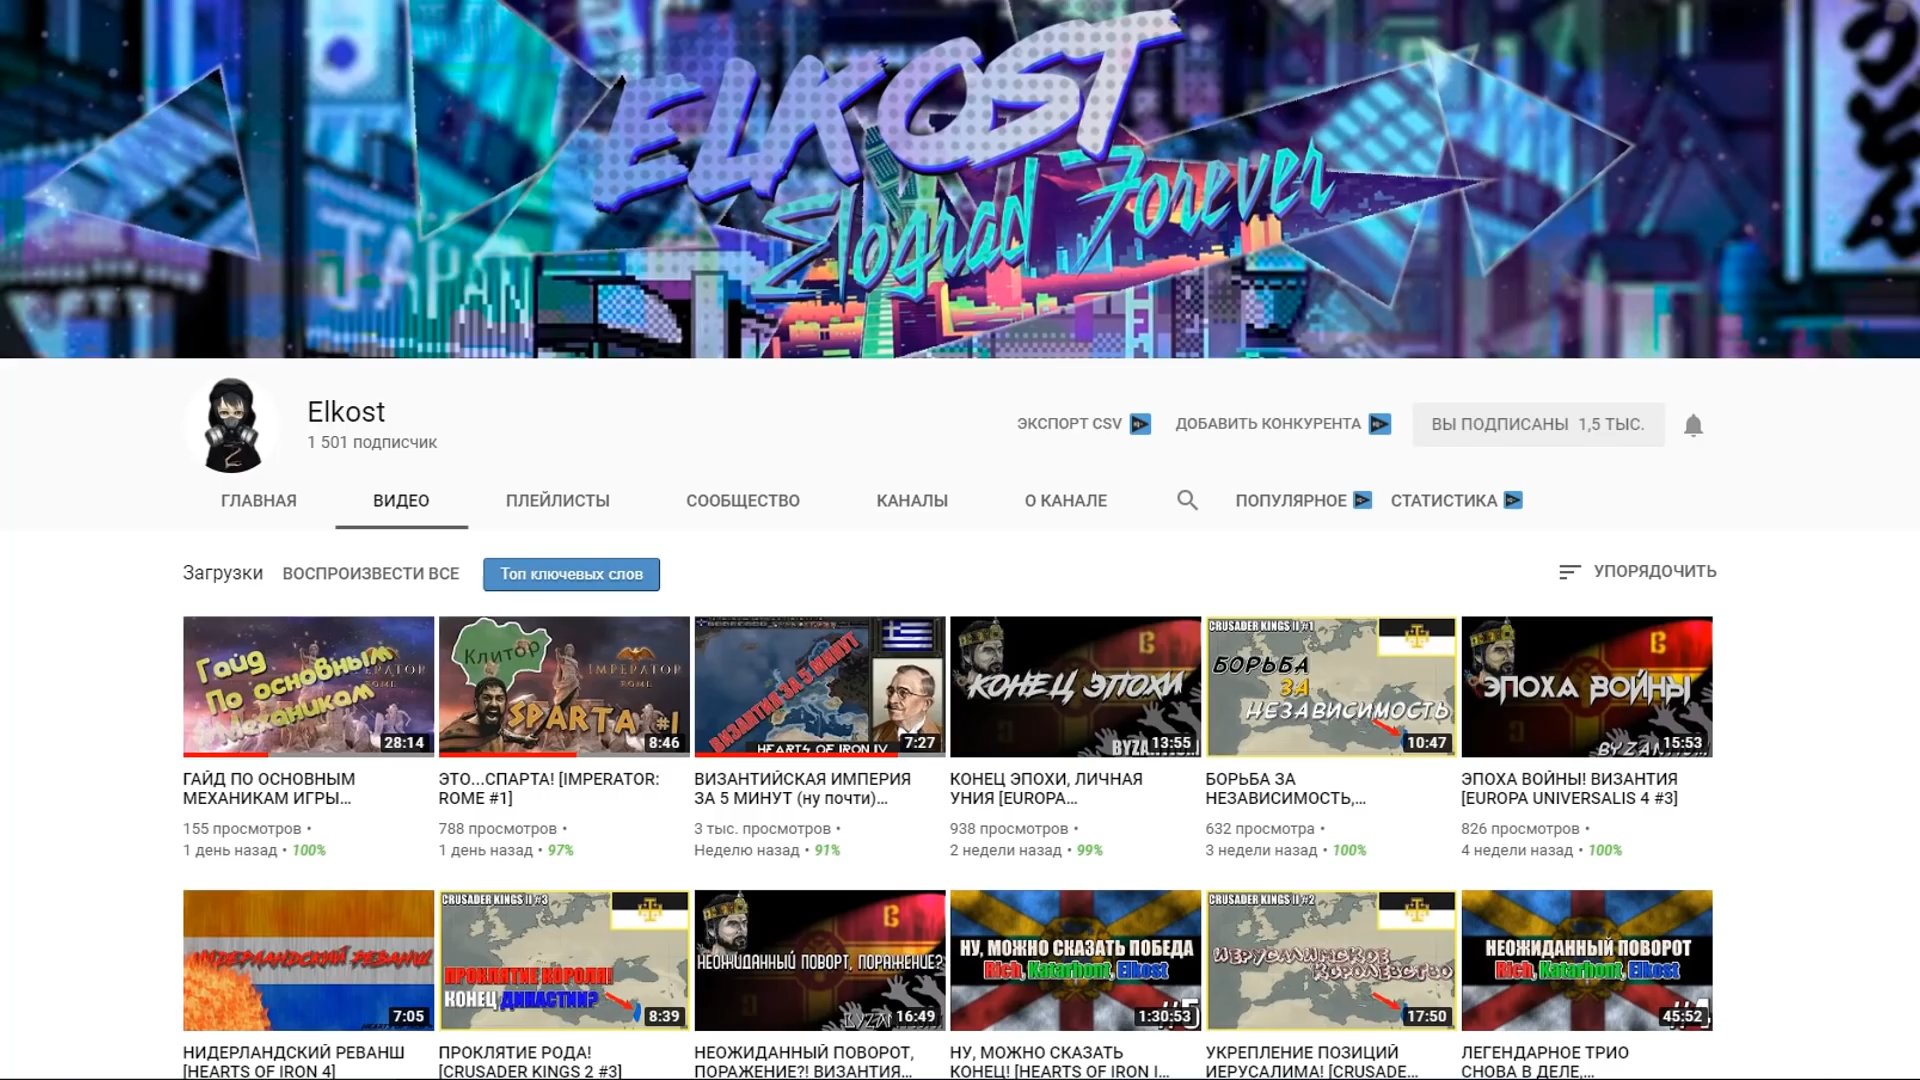 ELKOST
Elograd Forever
JAPAN
Elkost
1 501 подписчик
ЭКСПОРТ CSV
ДОБАВИТЬ КОНКУРЕНТА
ВЫ ПОДПИСАНЫ 1,5 ТЫС.
ГЛАВНАЯ
ВИДЕО
ПЛЕЙЛИСТЫ
СООБЩЕСТВО
КАНАЛЫ
О КАНАЛЕ
ПОПУЛЯРНОЕ
СТАТИСТИКА
Загрузки
ВОСПРОИЗВЕСТИ ВСЕ
Топ ключевых слов
УПОРЯДОЧИТЬ
Гайд
По основным
Механикам
28:14
ГАЙД ПО ОСНОВНЫМ
МЕХАНИКАМ ИГРЫ...
155 просмотров •
1 день назад • 100%
Клитор
IMPERATOR
ROME
SPARTA #1
8:46
ЭТО...СПАРТА! [IMPERATOR:
ROME #1]
788 просмотров •
1 день назад • 97%
ВИЗАНТИЯ ЗА 5 МИНУТ
HEARTS OF IRON IV
7:27
ВИЗАНТИЙСКАЯ ИМПЕРИЯ
ЗА 5 МИНУТ (ну почти)...
3 тыс. просмотров •
Неделю назад • 91%
КОНЕЦ ЭПОХИ
13:55
КОНЕЦ ЭПОХИ, ЛИЧНАЯ
УНИЯ [EUROPA...
938 просмотров •
2 недели назад • 99%
CRUSADER KINGS II #1
БОРЬБА
ЗА
НЕЗАВИСИМОСТЬ
10:47
БОРЬБА ЗА
НЕЗАВИСИМОСТЬ,...
632 просмотра •
3 недели назад • 100%
ЭПОХА ВОЙНЫ
15:53
ЭПОХА ВОЙНЫ! ВИЗАНТИЯ
[EUROPA UNIVERSALIS 4 #3]
826 просмотров •
4 недели назад • 100%
НИДЕРЛАНДСКИЙ РЕВАНШ
7:05
НИДЕРЛАНДСКИЙ РЕВАНШ
[HEARTS OF IRON 4]
CRUSADER KINGS II #3
ПРОКЛЯТИЕ КОРОЛЯ!
КОНЕЦ ДИНАСТИИ?
8:39
ПРОКЛЯТИЕ РОДА!
[CRUSADER KINGS 2 #3]
НЕОЖИДАННЫЙ ПОВОРТ, ПОРАЖЕНИЕ?
16:49
НЕОЖИДАННЫЙ ПОВОРОТ,
ПОРАЖЕНИЕ?! ВИЗАНТИЯ...
НУ, МОЖНО СКАЗАТЬ ПОБЕДА
Rich, Katarhont, Elkost
1:30:53
НУ, МОЖНО СКАЗАТЬ
КОНЕЦ! [HEARTS OF IRON I...
CRUSADER KINGS II #2
ИЕРУСАЛИМСКОЕ
КОРОЛЕВСТВО
17:50
УКРЕПЛЕНИЕ ПОЗИЦИЙ
ИЕРУСАЛИМА! [CRUSADE...
НЕОЖИДАННЫЙ ПОВОРОТ
Rich, Katarhont, Elkost
45:52
ЛЕГЕНДАРНОЕ ТРИО
СНОВА В ДЕЛЕ,...